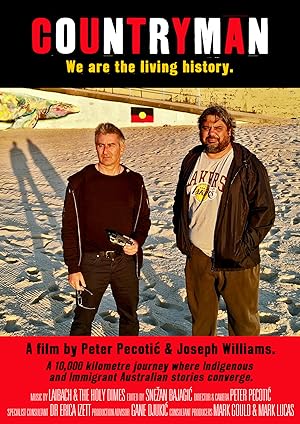 COUNTRYMAN
We are the living history.
LAKERS
A film by Peter Pecotić & Joseph Williams.
A 10,000 kilometre journey where Indigenous
and Immigrant Australian stories converge.
MUSIC BY LAIBACH & THE HOLY DIMES EDITED BY SNEŽAN BAJAGIĆ DIRECTOR & CAMERA PETER PECOTIĆ
SPECIALIST CONSULTANT DR ERICA IZETT PRODUCTION ADVISOR GANE DJUKIĆ CONSULTANT PRODUCERS MARK GOULD & MARK LUCAS